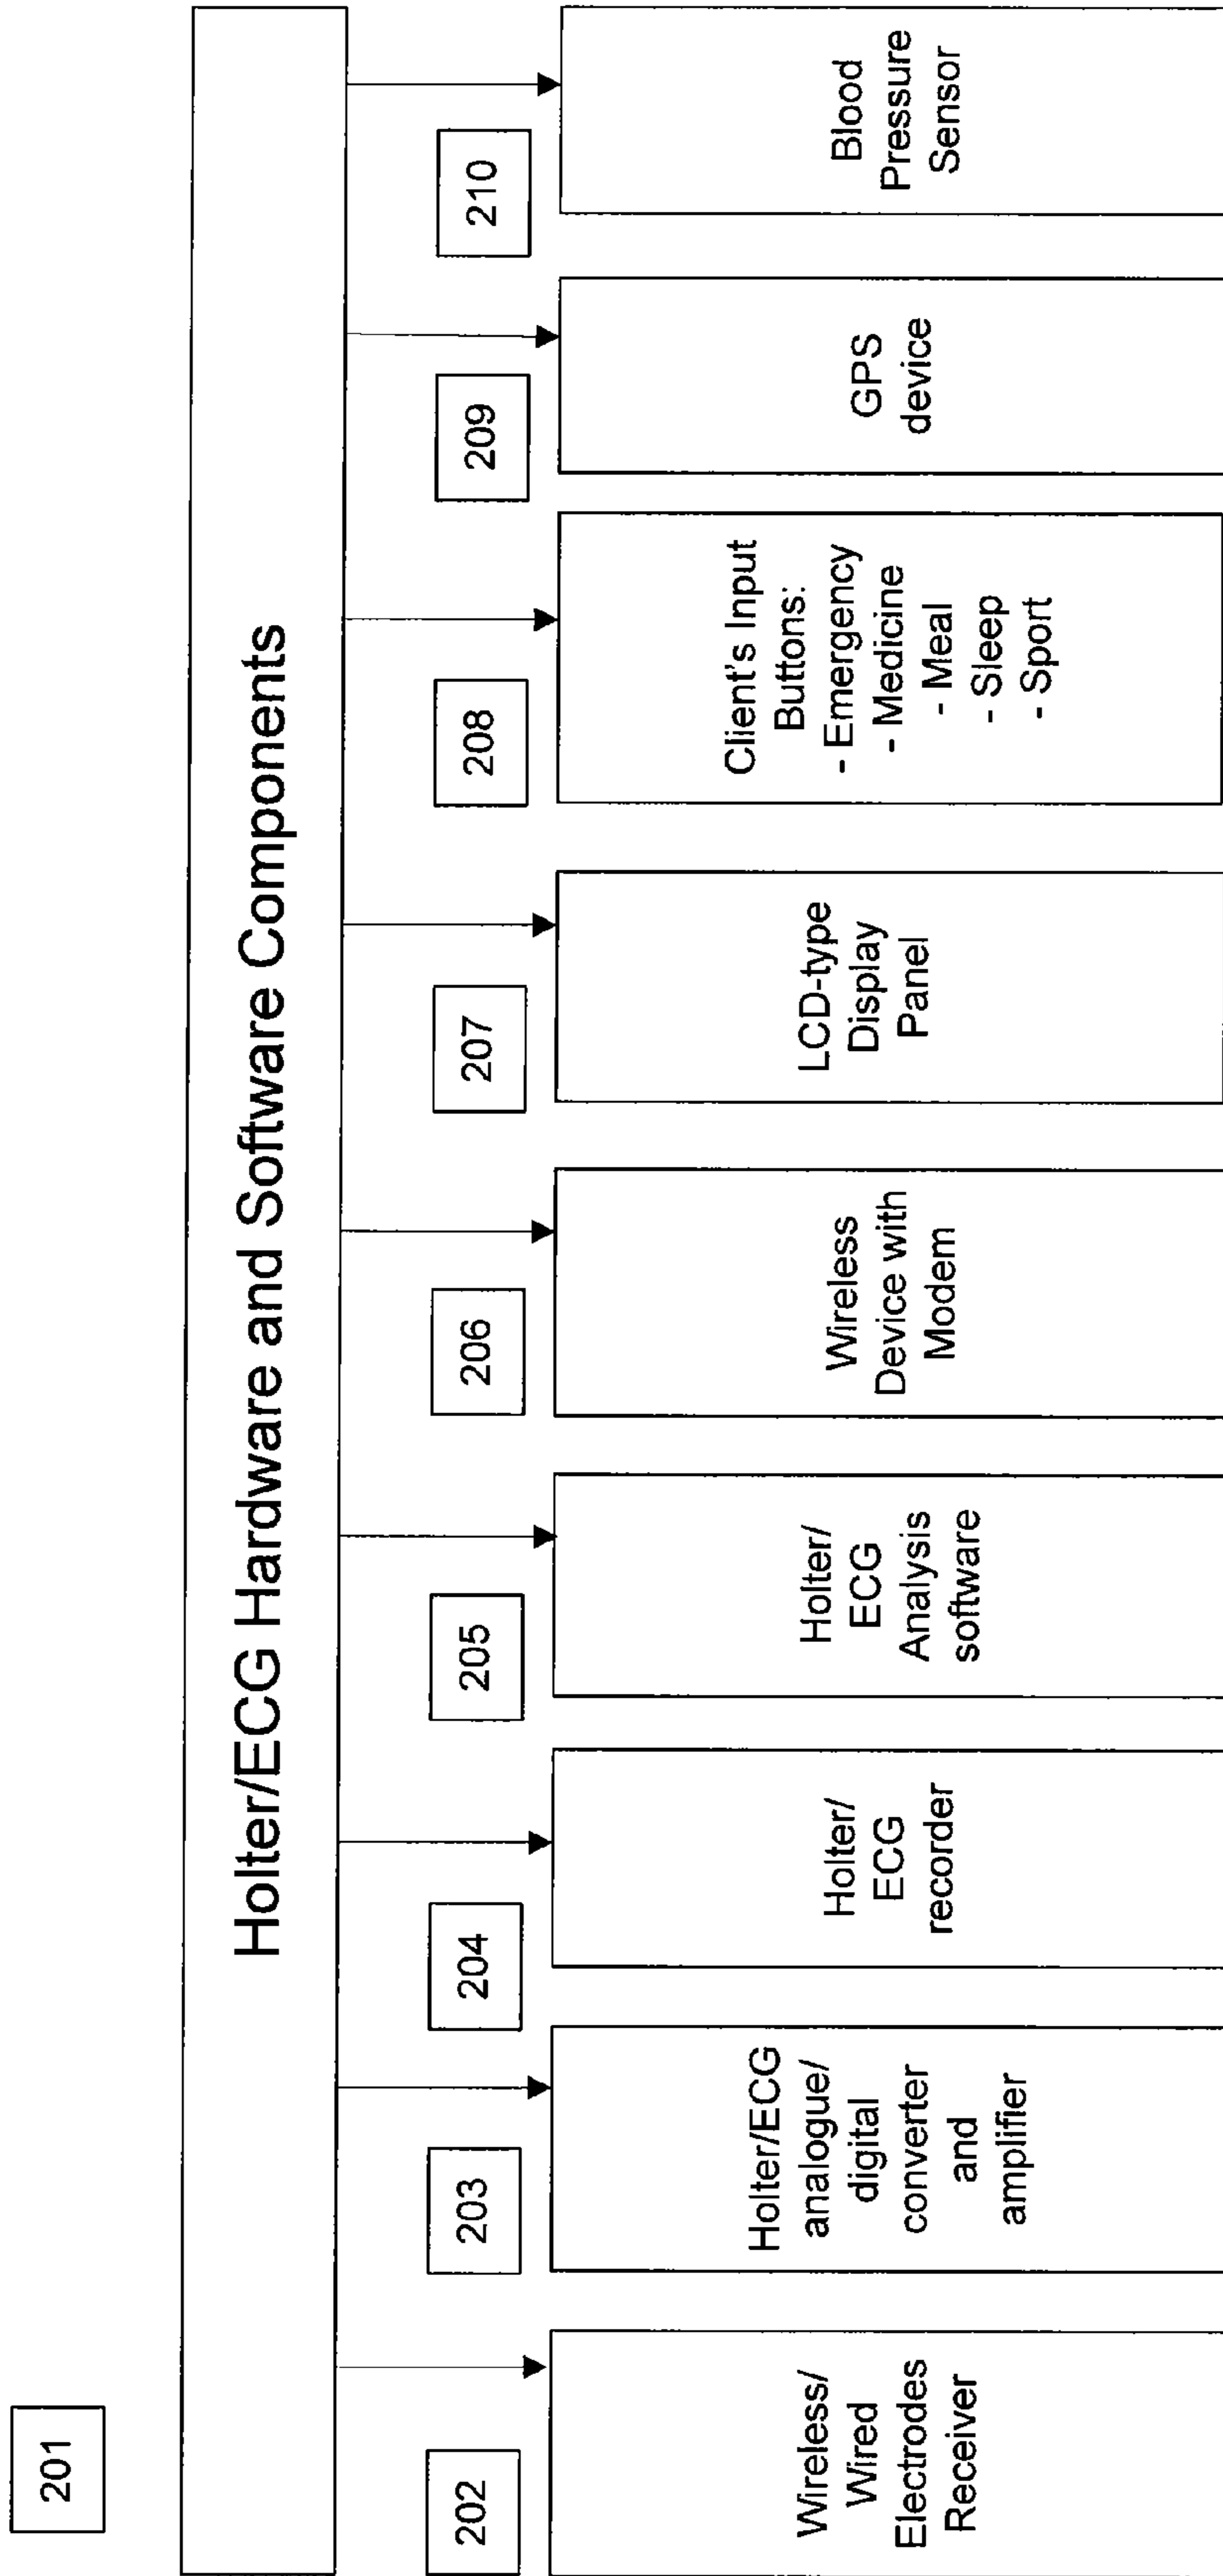 201
Holter/ECG Hardware and Software Components
202
Wireless/
Wired
Electrodes
Receiver
203
Holter/ECG
analogue/
digital
converter
and
amplifier
204
Holter/
ECG
recorder
205
Holter/
ECG
Analysis
software
206
Wireless
Device with
Modem
207
LCD-type
Display
Panel
208
Client's Input
Buttons:
- Emergency
- Medicine
- Meal
- Sleep
- Sport
209
GPS
device
210
Blood
Pressure
Sensor